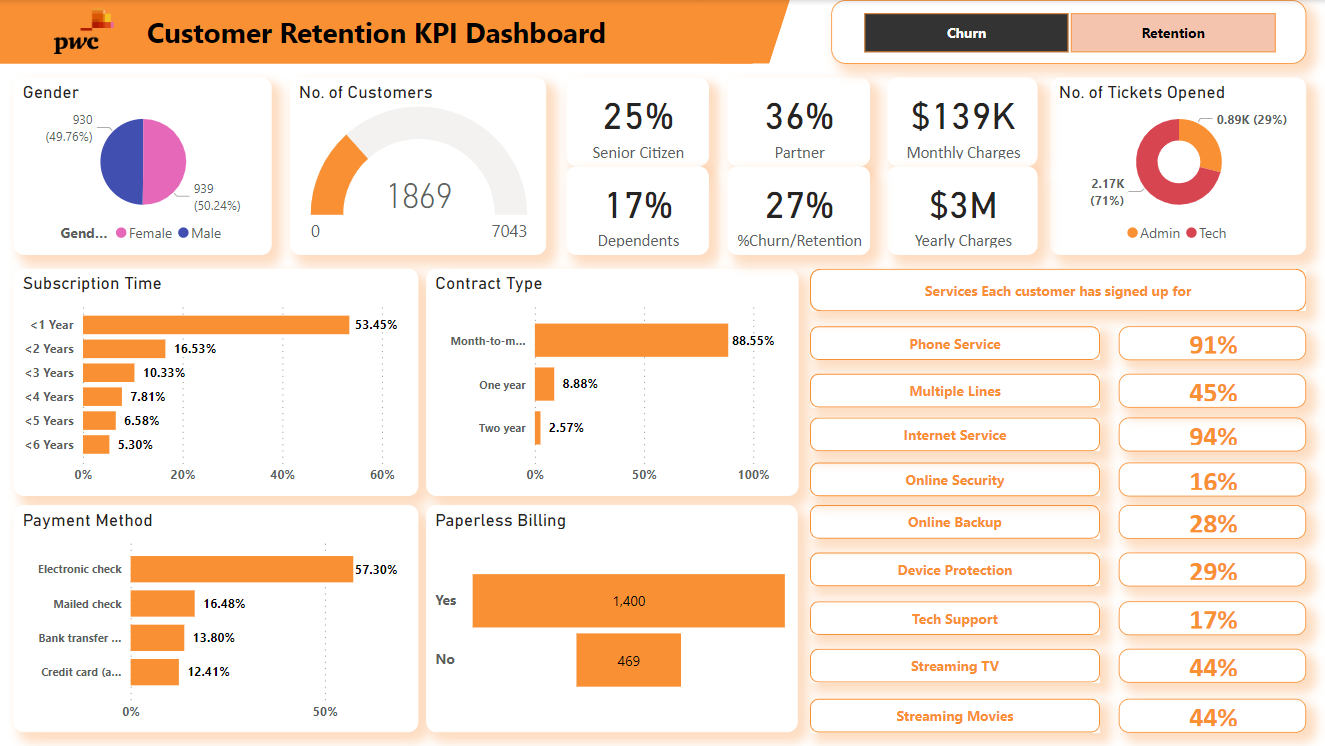 pwc
Customer Retention KPI Dashboard
Churn
Retention
Gender
930
(49.76%)
939
(50.24%)
Gend... Female Male
No. of Customers
1869
0
7043
25%
Senior Citizen
36%
Partner
$139K
Monthly Charges
17%
Dependents
27%
%Churn/Retention
$3M
Yearly Charges
No. of Tickets Opened
0.89K (29%)
2.17K
(71%)
Admin Tech
Subscription Time
<1 Year 53.45%
<2 Years 16.53%
<3 Years 10.33%
<4 Years 7.81%
<5 Years 6.58%
<6 Years 5.30%
0% 20% 40% 60%
Contract Type
Month-to-m... 88.55%
One year 8.88%
Two year 2.57%
0% 50% 100%
Services Each customer has signed up for
Phone Service 91%
Multiple Lines 45%
Internet Service 94%
Online Security 16%
Online Backup 28%
Device Protection 29%
Tech Support 17%
Streaming TV 44%
Streaming Movies 44%
Payment Method
Electronic check 57.30%
Mailed check 16.48%
Bank transfer ... 13.80%
Credit card (a... 12.41%
0% 50%
Paperless Billing
Yes 1,400
No 469